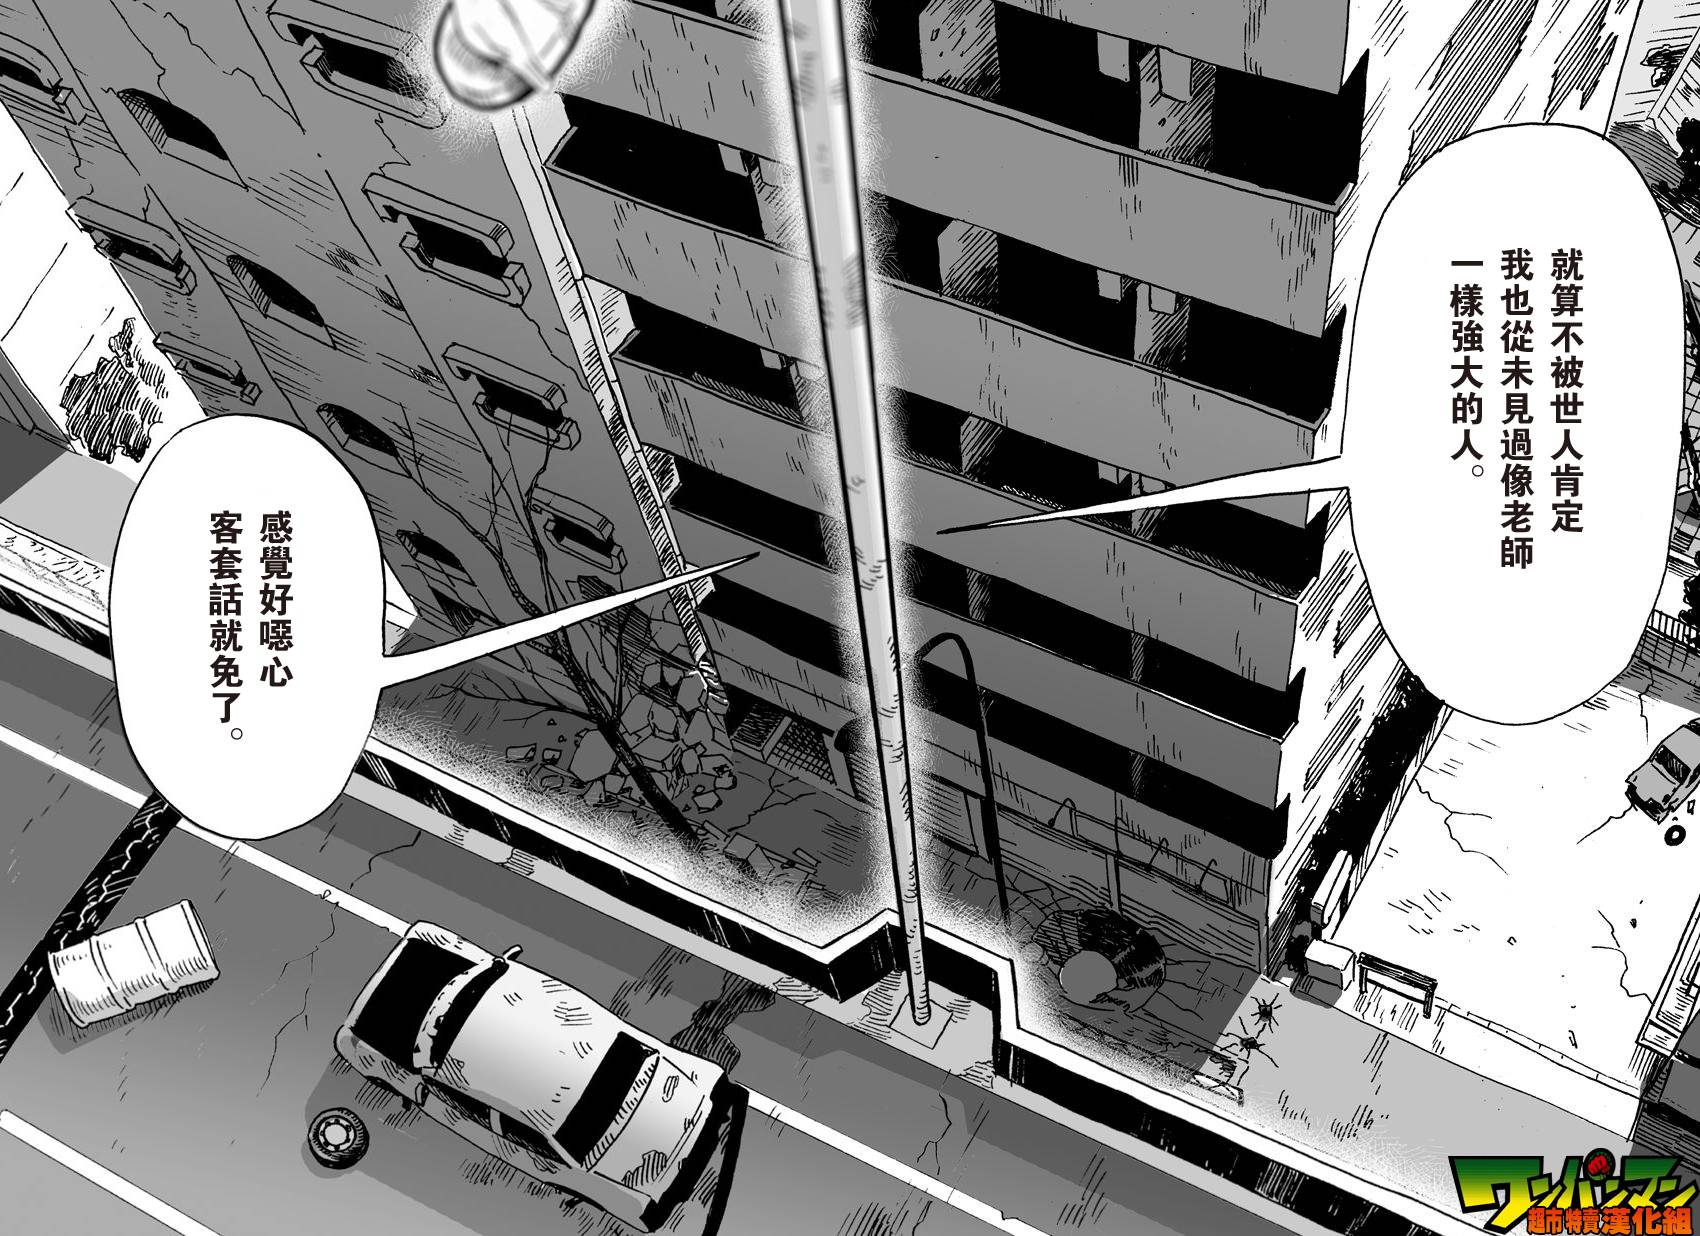 就算不被世人肯定
我也從未見過像老師
一樣強大的人。
感覺好噁心
客套話就免了。
ワンパンマン
超市特賣漢化組